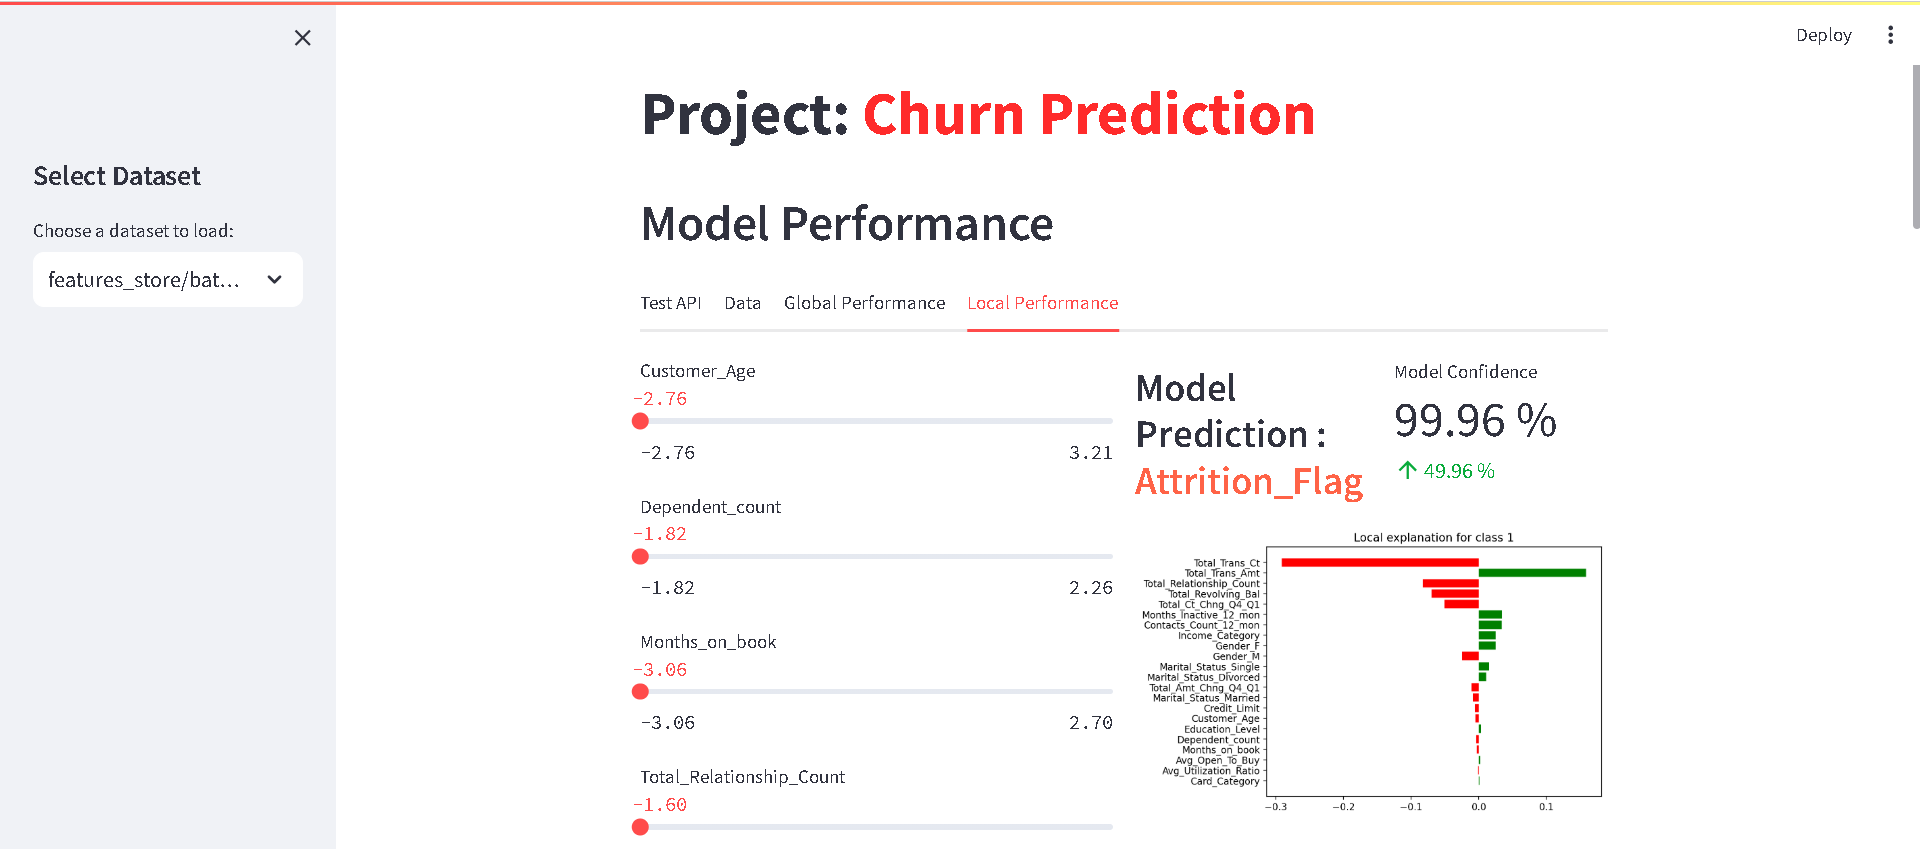 Deploy
Project: Churn Prediction
Select Dataset
Choose a dataset to load:
features_store/bat...
Model Performance
Test API Data Global Performance Local Performance
Customer_Age
-2.76
-2.76 3.21
Dependent_count
-1.82
-1.82 2.26
Months_on_book
-3.06
-3.06 2.70
Total_Relationship_Count
-1.60
Model
Prediction :
Attrition_Flag
Model Confidence
99.96 %
49.96 %
Local explanation for class 1
Total_Trans_Ct
Total_Trans_Amt
Total_Relationship_Count
Total_Revolving_Bal
Total_Ct_Chng_Q4_Q1
Months_Inactive_12_mon
Contacts_Count_12_mon
Income_Category
Gender_F
Gender_M
Marital_Status_Single
Marital_Status_Divorced
Total_Amt_Chng_Q4_Q1
Marital_Status_Married
Credit_Limit
Customer_Age
Education_Level
Dependent_count
Months_on_book
Avg_Open_To_Buy
Avg_Utilization_Ratio
Card_Category
−0.3 −0.2 −0.1 0.0 0.1